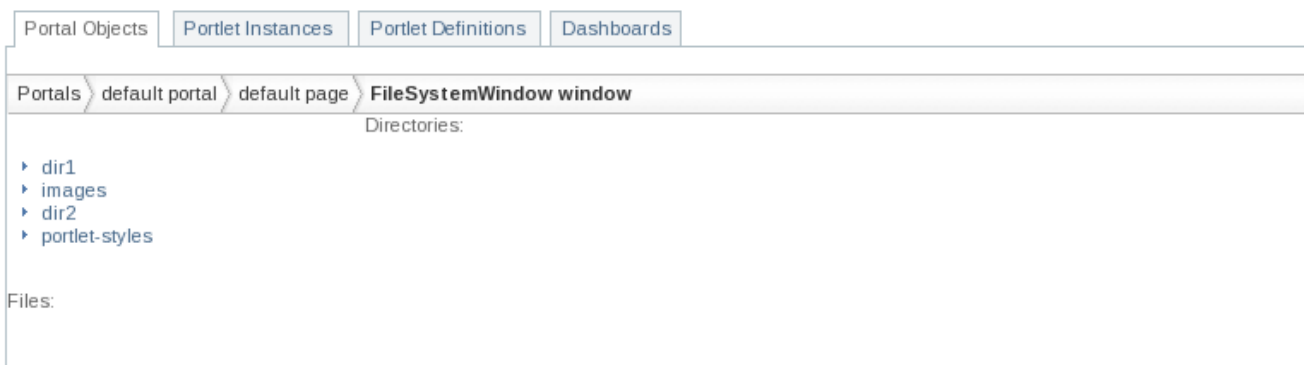 Portal Objects Portlet Instances Portlet Definitions Dashboards
Portals default portal default page FileSystemWindow window
Directories:
dir1
images
dir2
portlet-styles
Files: